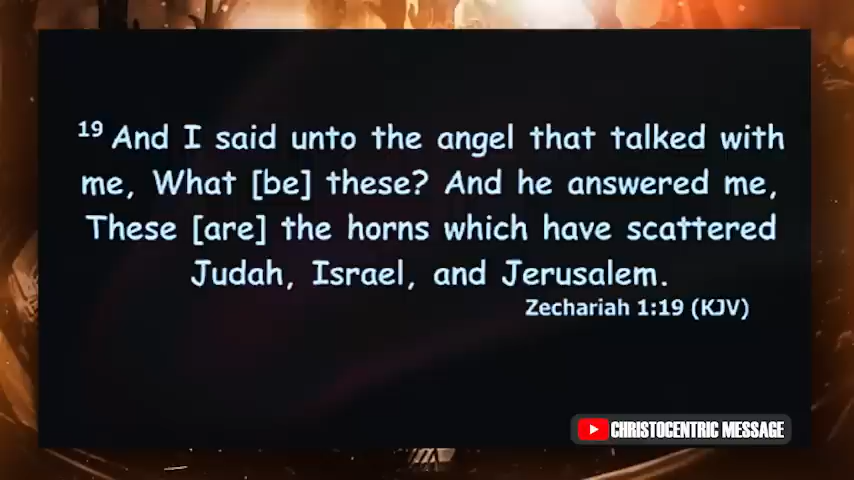 19 And I said unto the angel that talked with
me, What [be] these? And he answered me,
These [are] the horns which have scattered
Judah, Israel, and Jerusalem.
Zechariah 1:19 (KJV)
CHRISTOCENTRIC MESSAGE